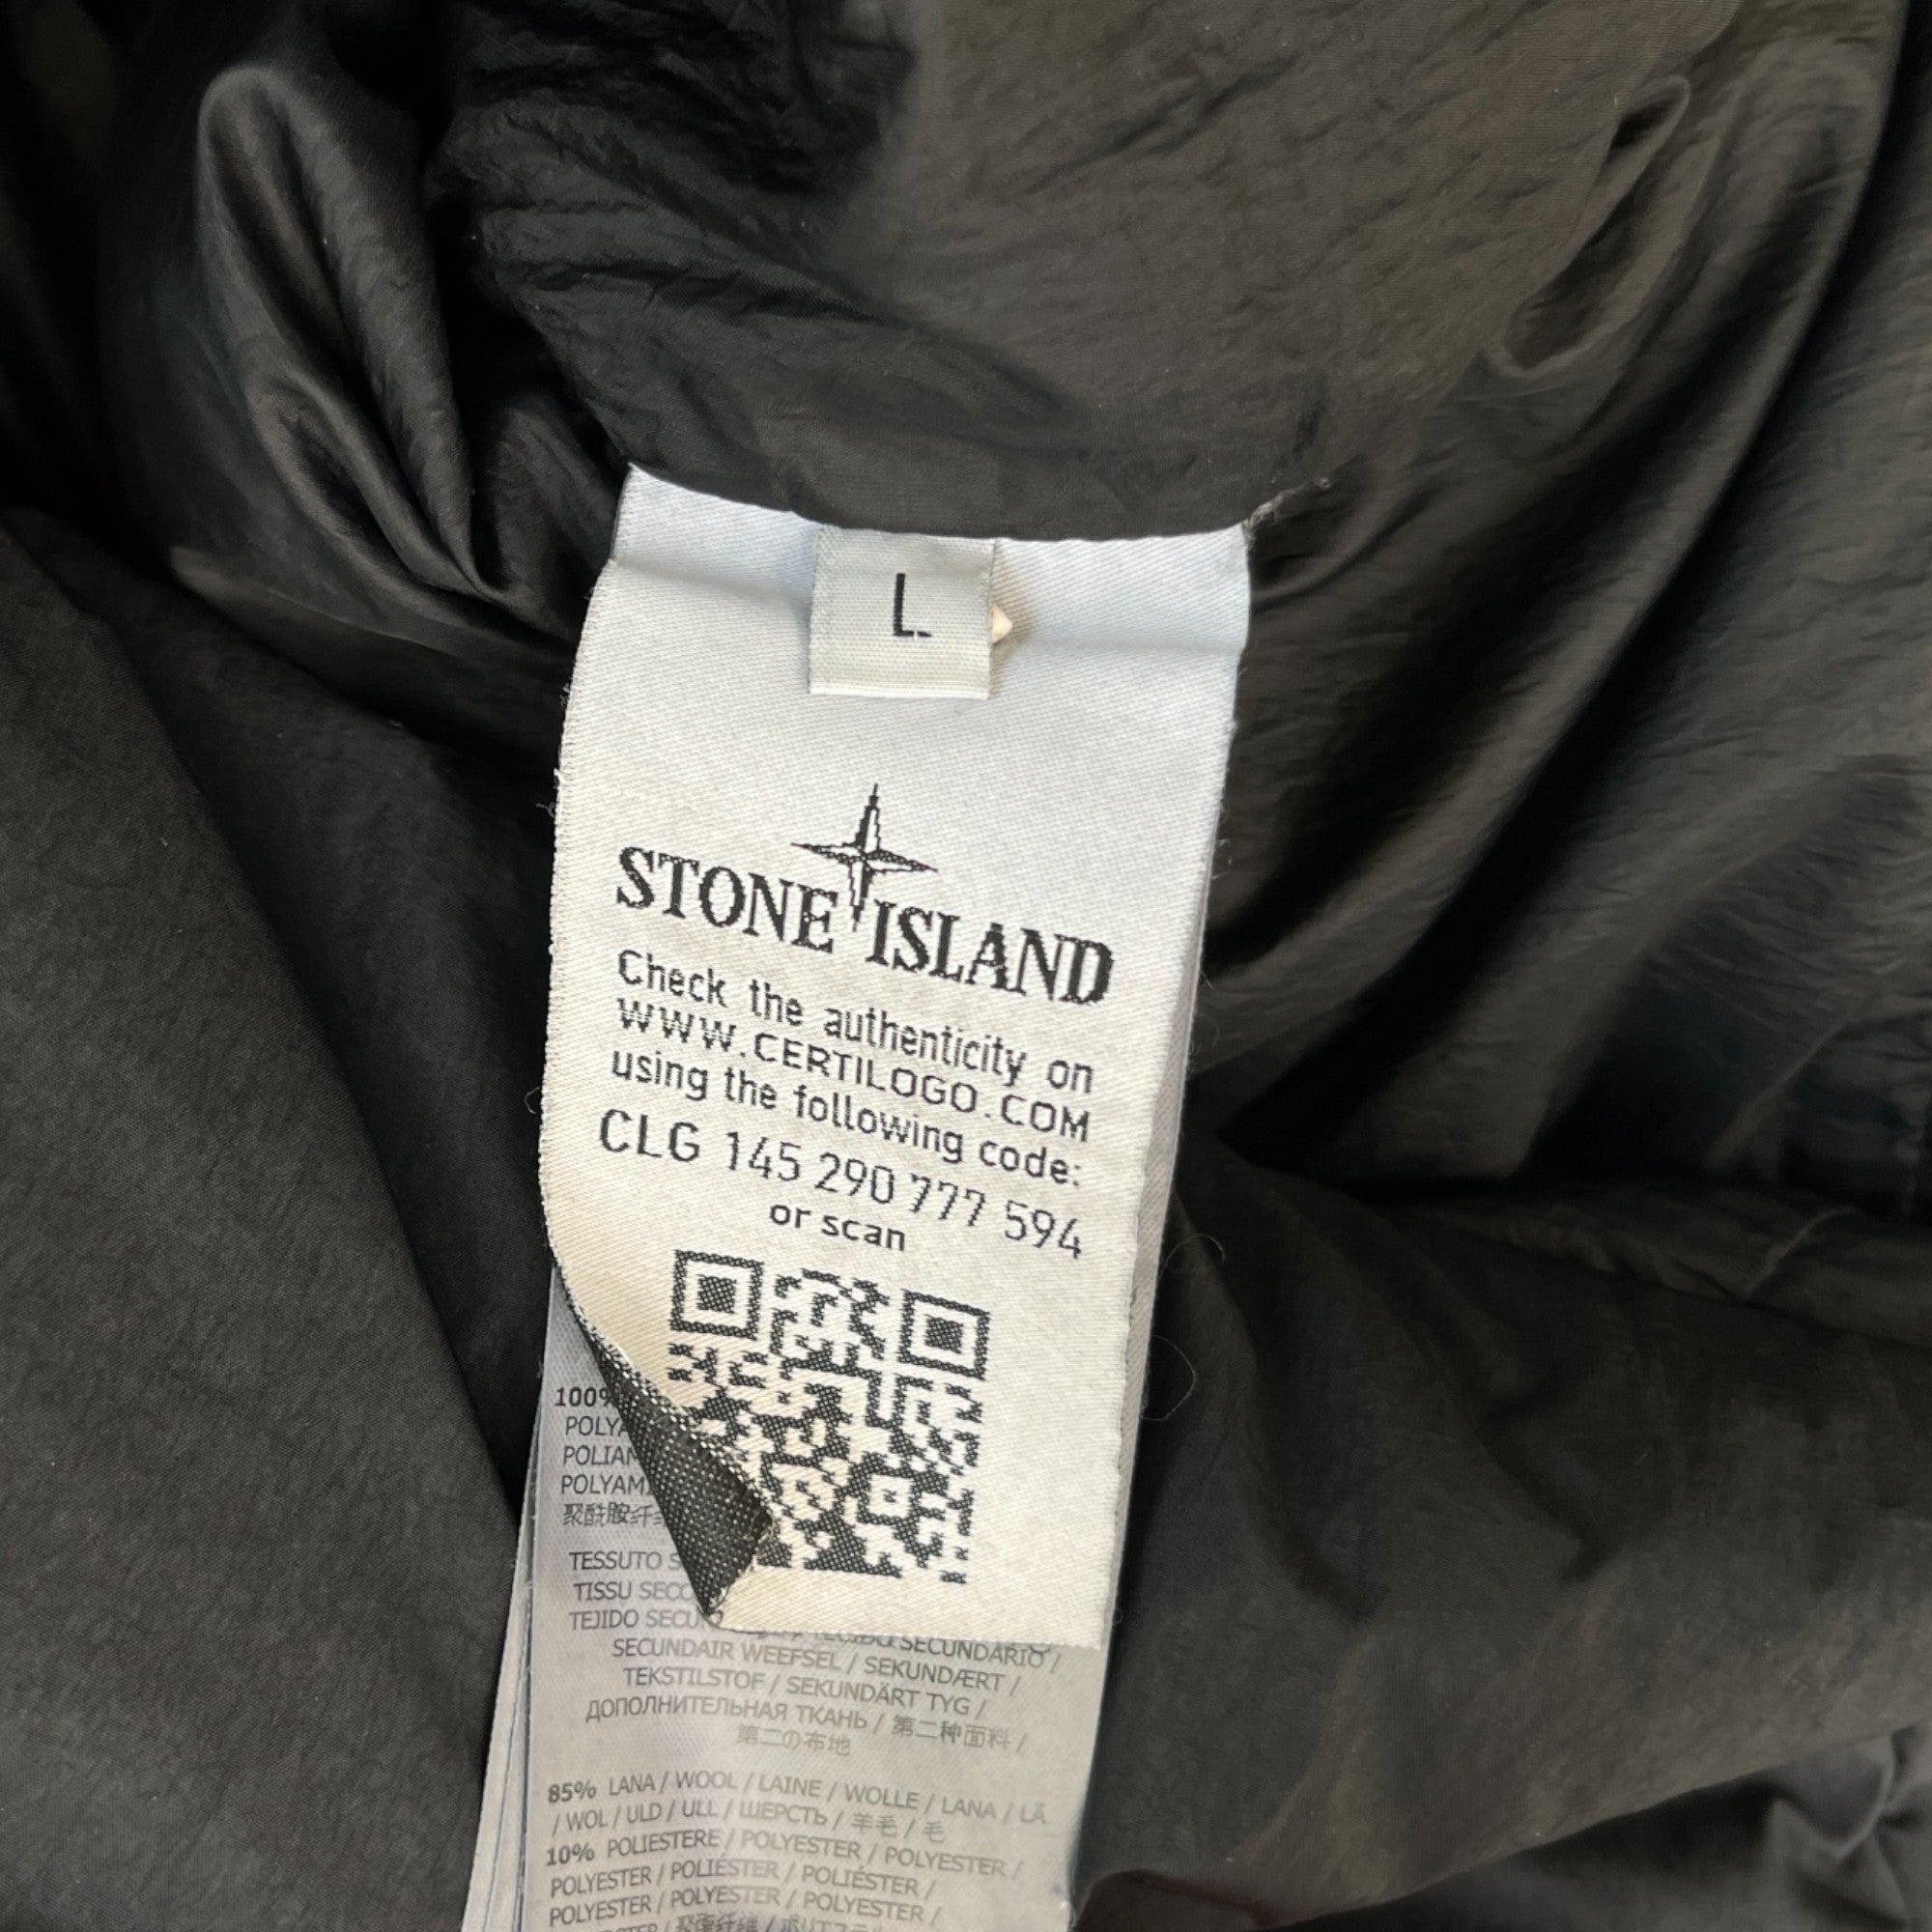 L
STONE ISLAND
Check the authenticity on
WWW.CERTILOGO.COM
using the following code:
CLG 145 290 777 594
or scan
100%
TESSUTO
TISSU
TEJIDO
SECUNDÁRIO /
SECUNDAIR WEEFSEL / SEKUNDÆRT /
TEKSTILSTOF / SEKUNDÄRT TYG /
ДОПОЛНИТЕЛЬНАЯ ТКАНЬ / 第二种面料 /
第二の布地
85% LANA / WOOL / LAINE / WOLLE / LANA / LÃ
/ WOL / ULD / ULL / ШЕРСТЬ / 羊毛 / 毛
10% POLIESTERE / POLYESTER / POLYESTER /
POLYESTER / POLIÉSTER / POLIÉSTER /
POLYESTER / POLYESTER / POLYESTER /